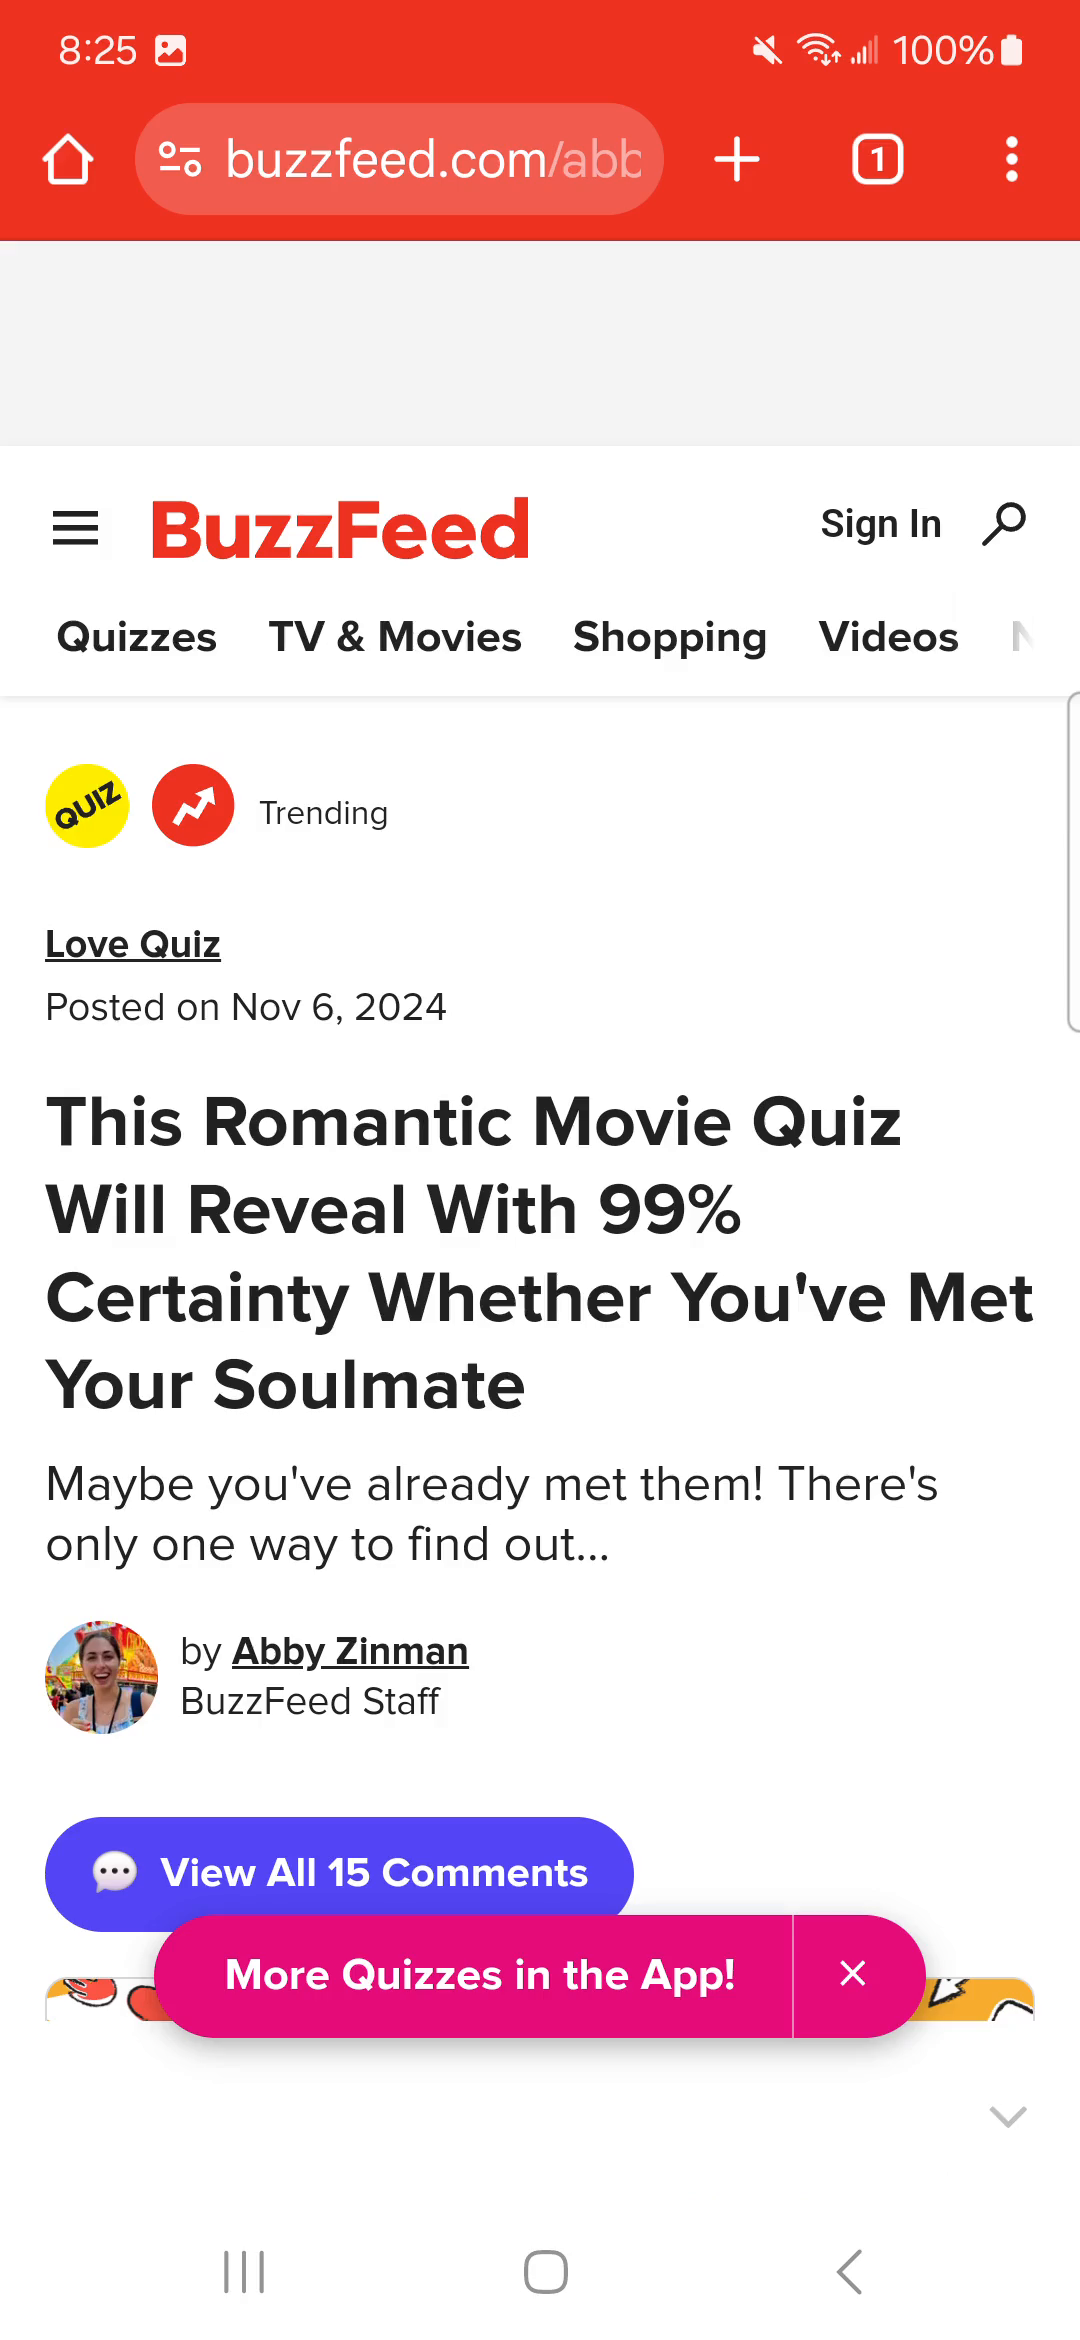 8:25
100%
buzzfeed.com/abb
1
BuzzFeed
Sign In
Quizzes TV & Movies Shopping Videos
QUIZ
Trending
Love Quiz
Posted on Nov 6, 2024
This Romantic Movie Quiz
Will Reveal With 99%
Certainty Whether You've Met
Your Soulmate
Maybe you've already met them! There's
only one way to find out...
by Abby Zinman
BuzzFeed Staff
View All 15 Comments
More Quizzes in the App!